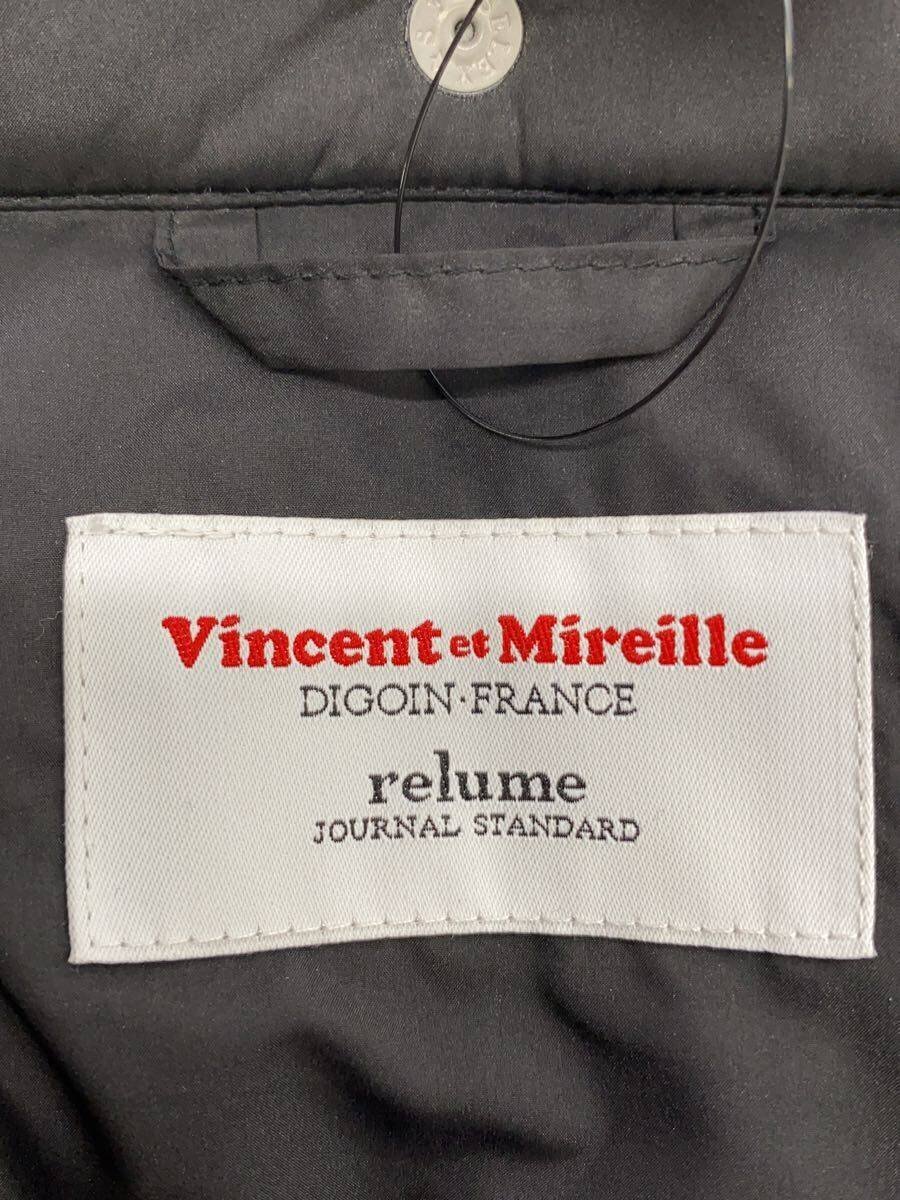 Vincent et Mireille
DIGOIN·FRANCE
relume
JOURNAL STANDARD